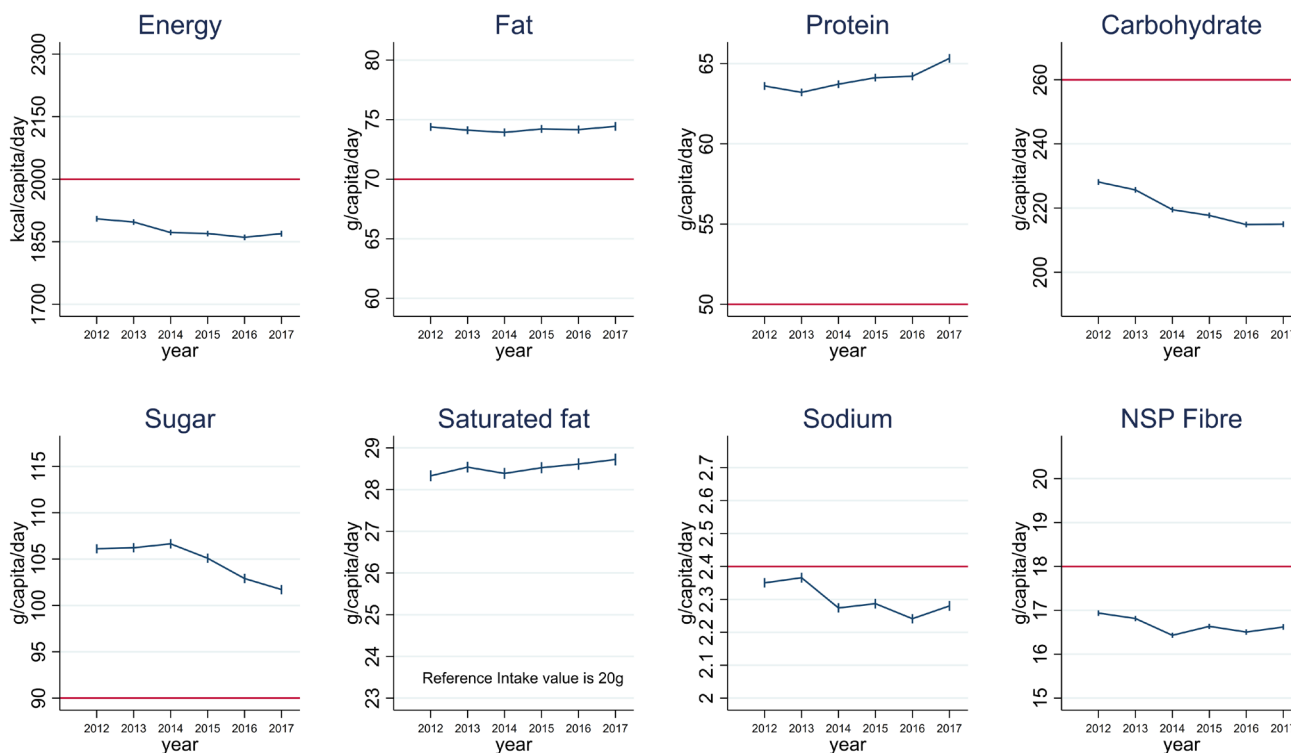 Energy
kcal/capita/day
2300
2150
2000
1850
1700
2012 2013 2014 2015 2016 2017
year
Fat
g/capita/day
80
75
70
65
60
2012 2013 2014 2015 2016 2017
year
Protein
g/capita/day
65
60
55
50
2012 2013 2014 2015 2016 2017
year
Carbohydrate
g/capita/day
260
240
220
200
2012 2013 2014 2015 2016 2017
year
Sugar
g/capita/day
115
110
105
100
95
90
2012 2013 2014 2015 2016 2017
year
Saturated fat
g/capita/day
29
28
27
26
25
24
23
Reference Intake value is 20g
2012 2013 2014 2015 2016 2017
year
Sodium
g/capita/day
2.7
2.6
2.5
2.4
2.3
2.2
2.1
2
2012 2013 2014 2015 2016 2017
year
NSP Fibre
g/capita/day
20
19
18
17
16
15
2012 2013 2014 2015 2016 2017
year